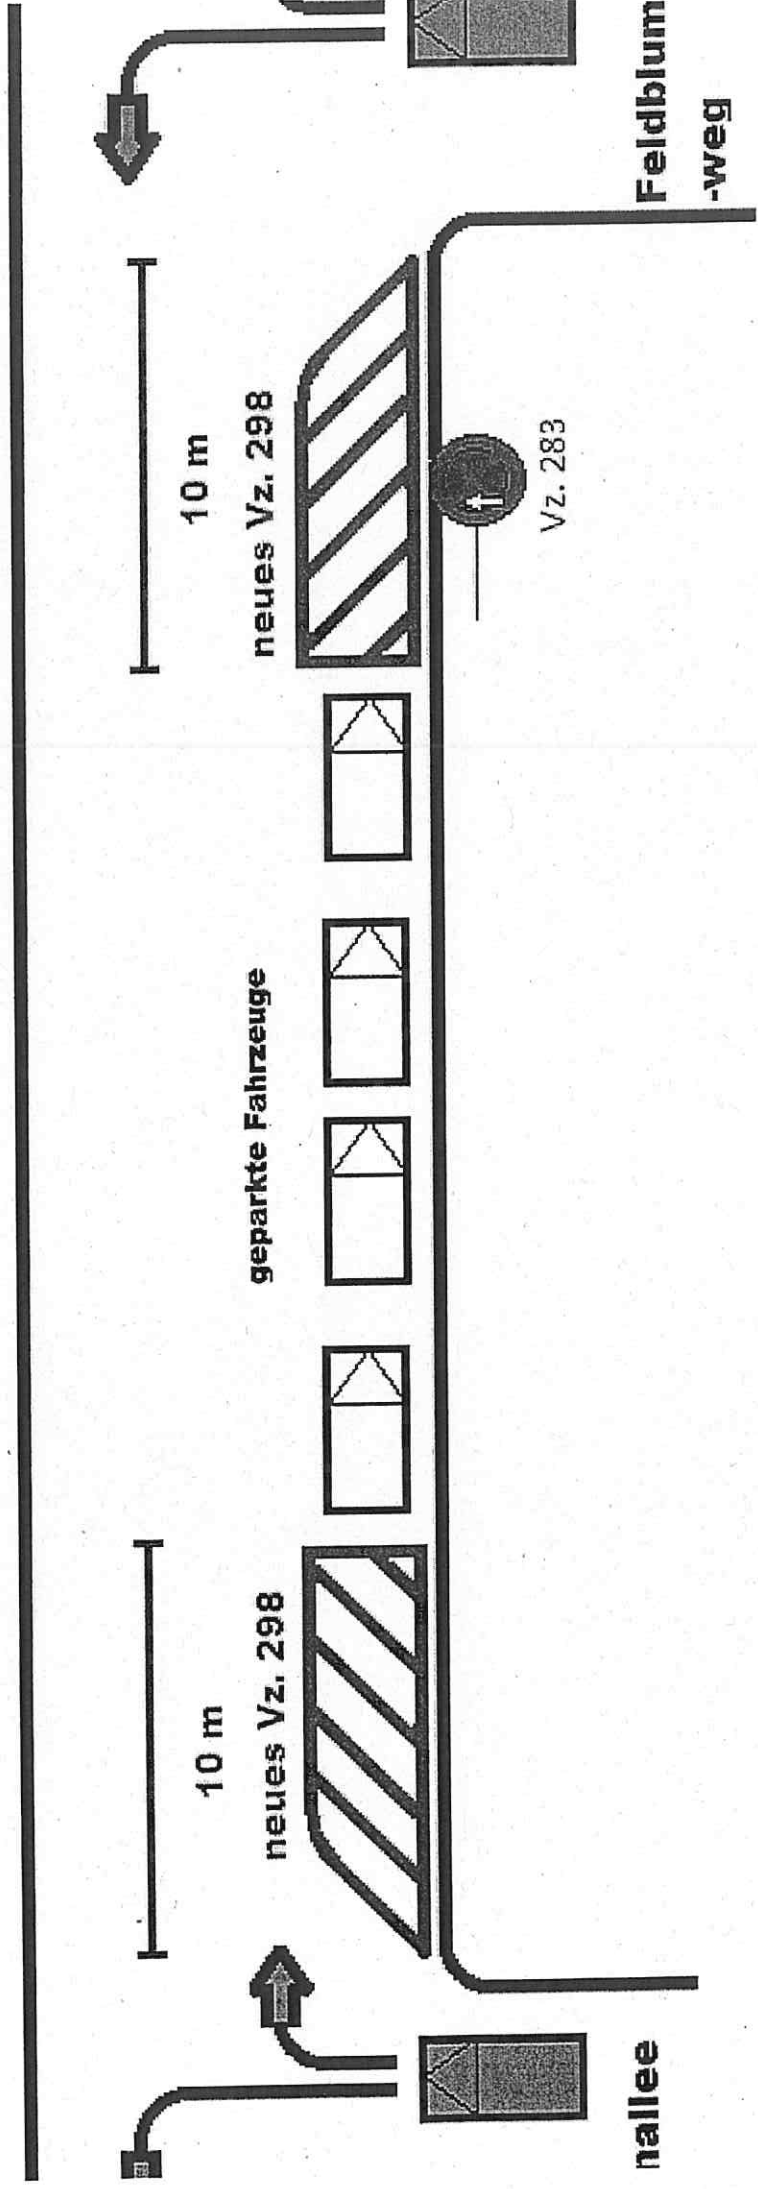 10 m
10 m
neues Vz. 298
geparkte Fahrzeuge
neues Vz. 298
Vz. 283
nallee
Feldblum
-weg